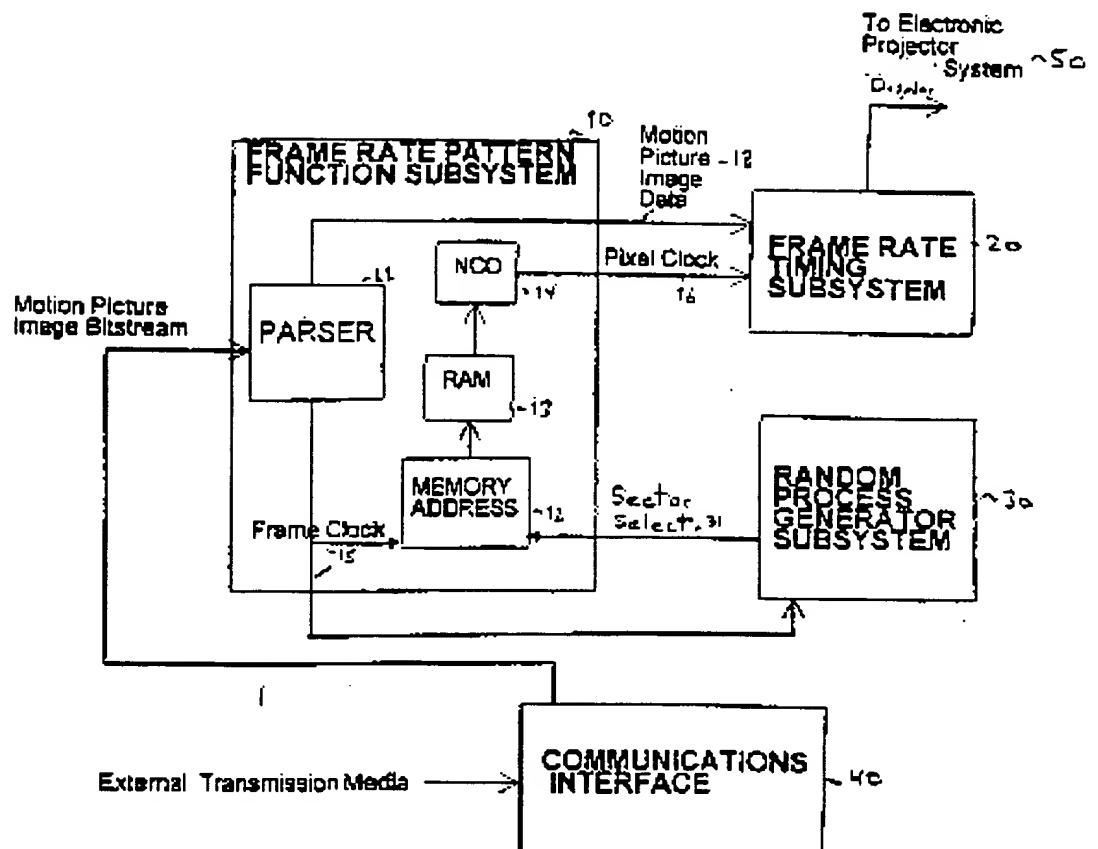 To Electronic
Projector
System ~50
Display
10
FRAME RATE PATTERN
FUNCTION SUBSYSTEM
Motion
Picture -18
Image
Data
11
NCO
-14
Pixel Clock
16
FRAME RATE
TIMING
SUBSYSTEM
-20
Motion Picture
Image Bitstream
PARSER
RAM
-13
MEMORY
ADDRESS
-12
Sector
Select -31
RANDOM
PROCESS
GENERATOR
SUBSYSTEM
~30
Frame Clock
-15
External Transmission Media
COMMUNICATIONS
INTERFACE
-40